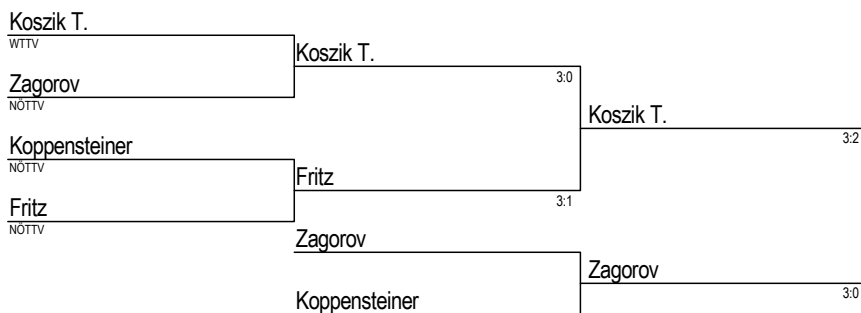 Koszik T.
WTTV
Koszik T.
3:0
Zagorov
NÖTTV
Koszik T.
3:2
Koppensteiner
NÖTTV
Fritz
3:1
Fritz
NÖTTV
Zagorov
Zagorov
3:0
Koppensteiner